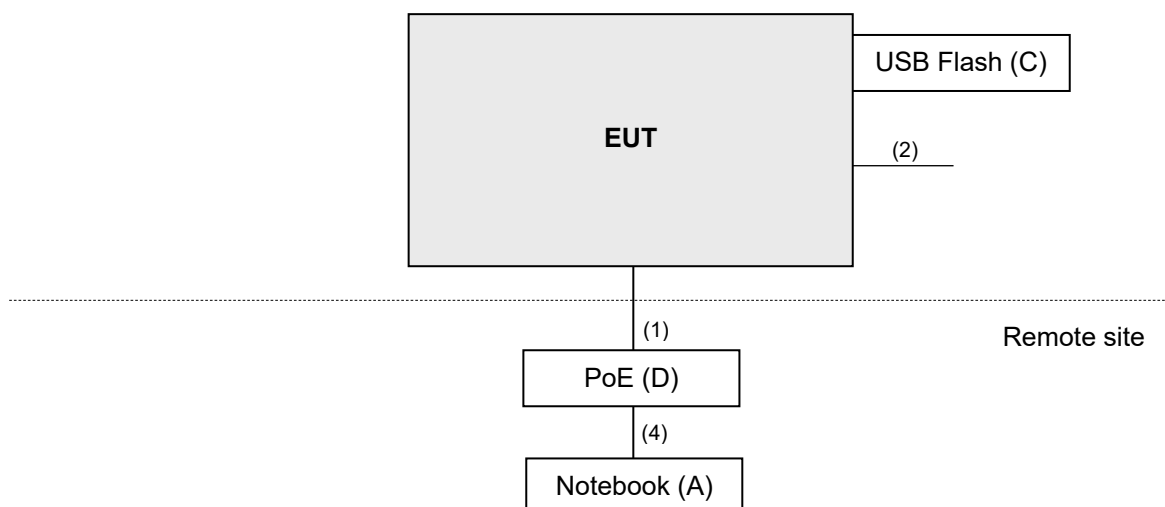 USB Flash (C)
EUT
(2)
(1)
Remote site
PoE (D)
(4)
Notebook (A)